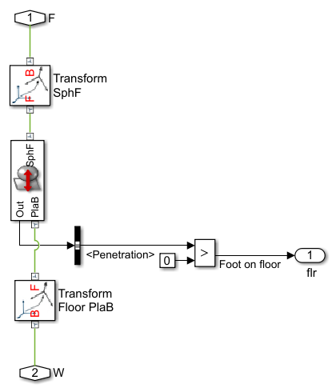 1 F
B
F
Transform
SphF
SphF
Out
PlaB
<Penetration>
0
>
Foot on floor
1
flr
F
B
Transform
Floor PlaB
2 W